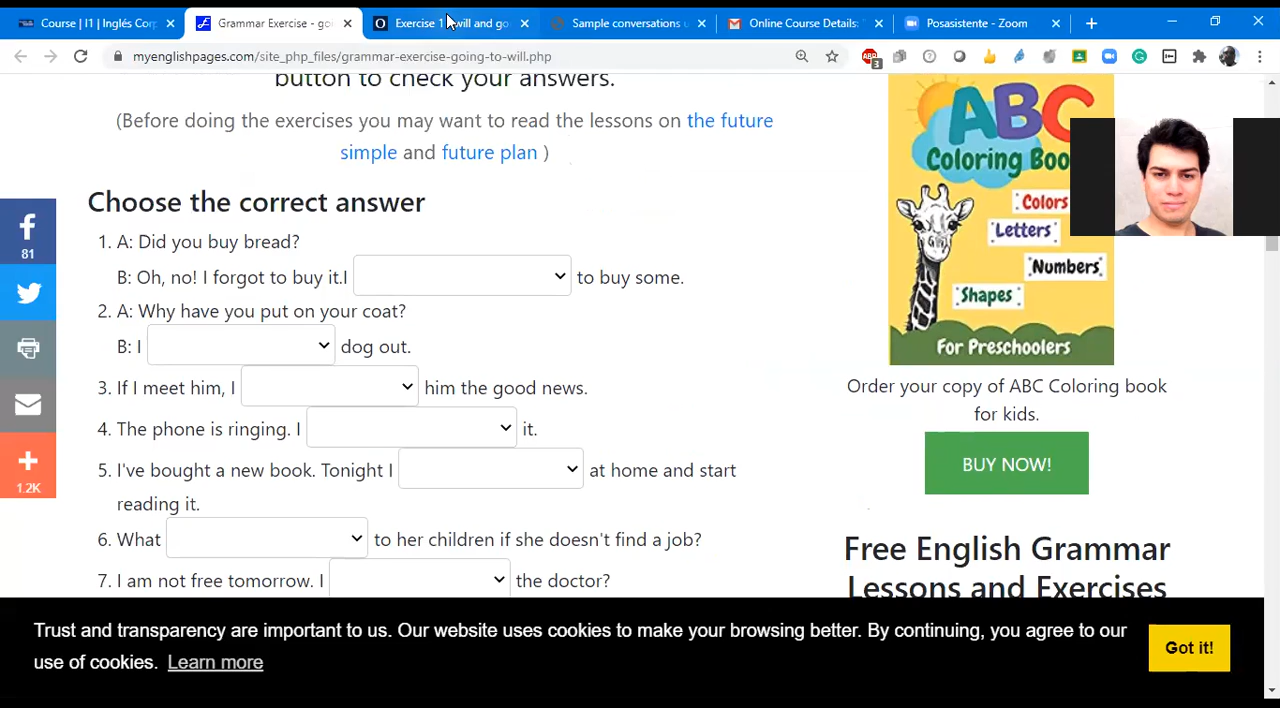 Course | I1 | Inglés Corp
Grammar Exercise - go
Exercise 1 will and go
Sample conversations u
Online Course Details:
Posasistente - Zoom
myenglishpages.com/site_php_files/grammar-exercise-going-to-will.php
3
button to check your answers.
(Before doing the exercises you may want to read the lessons on the future
simple and future plan )
Choose the correct answer
1. A: Did you buy bread?
B: Oh, no! I forgot to buy it.I to buy some.
2. A: Why have you put on your coat?
B: I dog out.
3. If I meet him, I him the good news.
4. The phone is ringing. I it.
5. I've bought a new book. Tonight I at home and start
reading it.
6. What to her children if she doesn't find a job?
7. I am not free tomorrow. I the doctor?
81
1.2K
ABC
Coloring Boo
Colors
Letters
Numbers
Shapes
For Preschoolers
Order your copy of ABC Coloring book
for kids.
BUY NOW!
Free English Grammar
Lessons and Exercises
Trust and transparency are important to us. Our website uses cookies to make your browsing better. By continuing, you agree to our
use of cookies. Learn more
Got it!